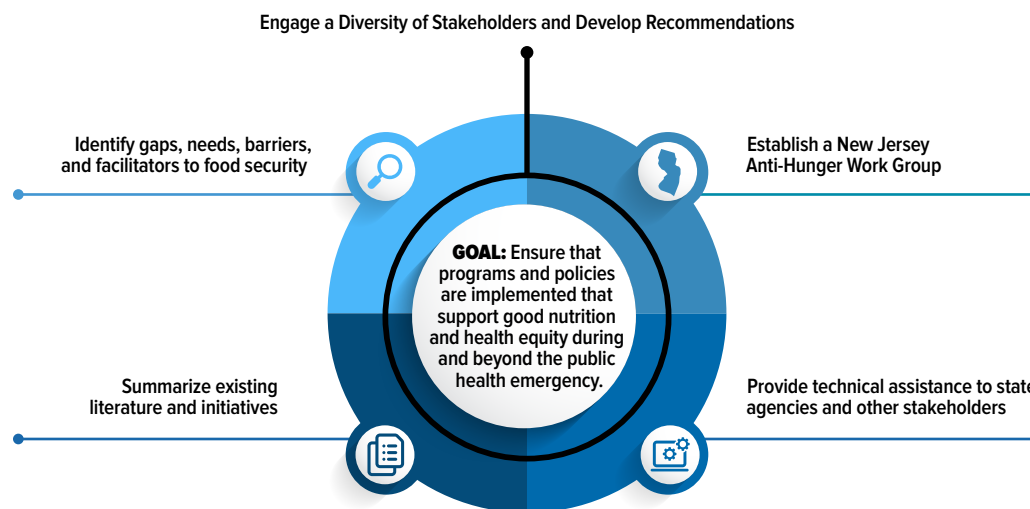 Engage a Diversity of Stakeholders and Develop Recommendations
Identify gaps, needs, barriers,
and facilitators to food security
Establish a New Jersey
Anti-Hunger Work Group
GOAL: Ensure that
programs and policies
are implemented that
support good nutrition
and health equity during
and beyond the public
health emergency.
Summarize existing
literature and initiatives
Provide technical assistance to state
agencies and other stakeholders